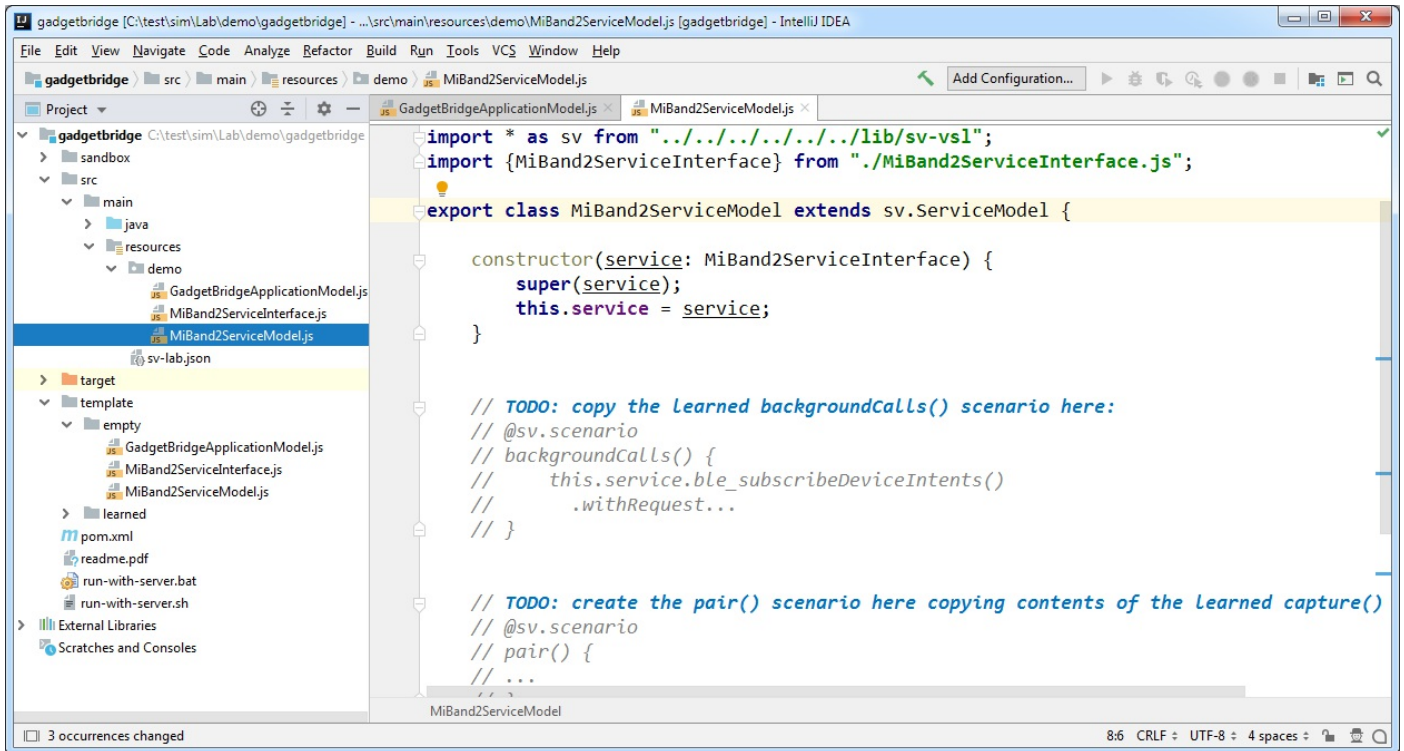 gadgetbridge [C:\test\sim\Lab\demo\gadgetbridge] - ...\src\main\resources\demo\MiBand2ServiceModel.js [gadgetbridge] - IntelliJ IDEA
File Edit View Navigate Code Analyze Refactor Build Run Tools VCS Window Help
gadgetbridge src main resources demo MiBand2ServiceModel.js Add Configuration...
Project GadgetBridgeApplicationModel.js MiBand2ServiceModel.js
gadgetbridge C:\test\sim\Lab\demo\gadgetbridge
sandbox
src
main
java
resources
demo
GadgetBridgeApplicationModel.js
MiBand2ServiceInterface.js
MiBand2ServiceModel.js
sv-lab.json
target
template
empty
GadgetBridgeApplicationModel.js
MiBand2ServiceInterface.js
MiBand2ServiceModel.js
learned
pom.xml
readme.pdf
run-with-server.bat
run-with-server.sh
External Libraries
Scratches and Consoles
import * as sv from "../../../../../../lib/sv-vsl";
import {MiBand2ServiceInterface} from "./MiBand2ServiceInterface.js";
export class MiBand2ServiceModel extends sv.ServiceModel {
constructor(service: MiBand2ServiceInterface) {
super(service);
this.service = service;
}
// TODO: copy the learned backgroundCalls() scenario here:
// @sv.scenario
// backgroundCalls() {
// this.service.ble_subscribeDeviceIntents()
// .withRequest...
// }
// TODO: create the pair() scenario here copying contents of the learned capture()
// @sv.scenario
// pair() {
// ...
// }
MiBand2ServiceModel
3 occurrences changed 8:6 CRLF UTF-8 4 spaces